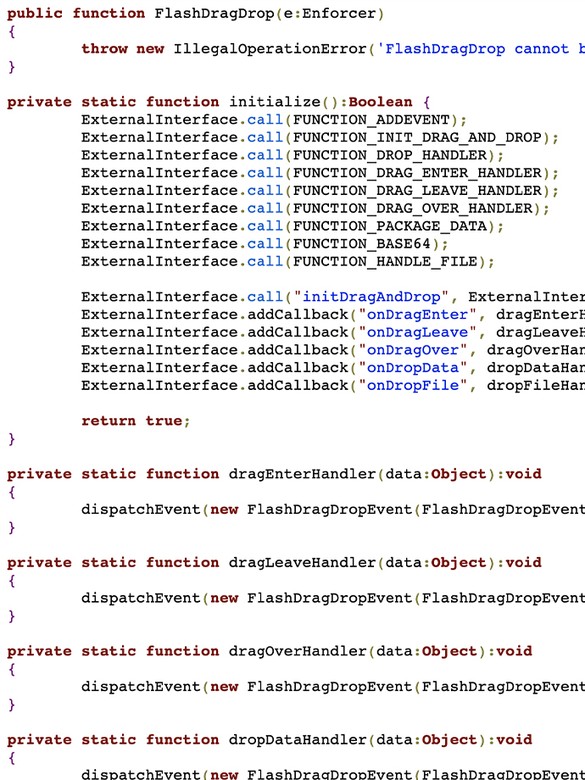 public function FlashDragDrop(e:Enforcer)
{
throw new IllegalOperationError('FlashDragDrop cannot
}
private static function initialize():Boolean {
ExternalInterface.call(FUNCTION_ADDEVENT);
ExternalInterface.call(FUNCTION_INIT_DRAG_AND_DROP);
ExternalInterface.call(FUNCTION_DROP_HANDLER);
ExternalInterface.call(FUNCTION_DRAG_ENTER_HANDLER);
ExternalInterface.call(FUNCTION_DRAG_LEAVE_HANDLER);
ExternalInterface.call(FUNCTION_DRAG_OVER_HANDLER);
ExternalInterface.call(FUNCTION_PACKAGE_DATA);
ExternalInterface.call(FUNCTION_BASE64);
ExternalInterface.call(FUNCTION_HANDLE_FILE);
ExternalInterface.call("initDragAndDrop", ExternalInter
ExternalInterface.addCallback("onDragEnter", dragEnterH
ExternalInterface.addCallback("onDragLeave", dragLeaveH
ExternalInterface.addCallback("onDragOver", dragOverHan
ExternalInterface.addCallback("onDropData", dropDataHan
ExternalInterface.addCallback("onDropFile", dropFileHan
return true;
}
private static function dragEnterHandler(data:Object):void
{
dispatchEvent(new FlashDragDropEvent(FlashDragDropEvent
}
private static function dragLeaveHandler(data:Object):void
{
dispatchEvent(new FlashDragDropEvent(FlashDragDropEvent
}
private static function dragOverHandler(data:Object):void
{
dispatchEvent(new FlashDragDropEvent(FlashDragDropEvent
}
private static function dropDataHandler(data:Object):void
{
dispatchEvent(new FlashDragDropEvent(FlashDragDropEvent